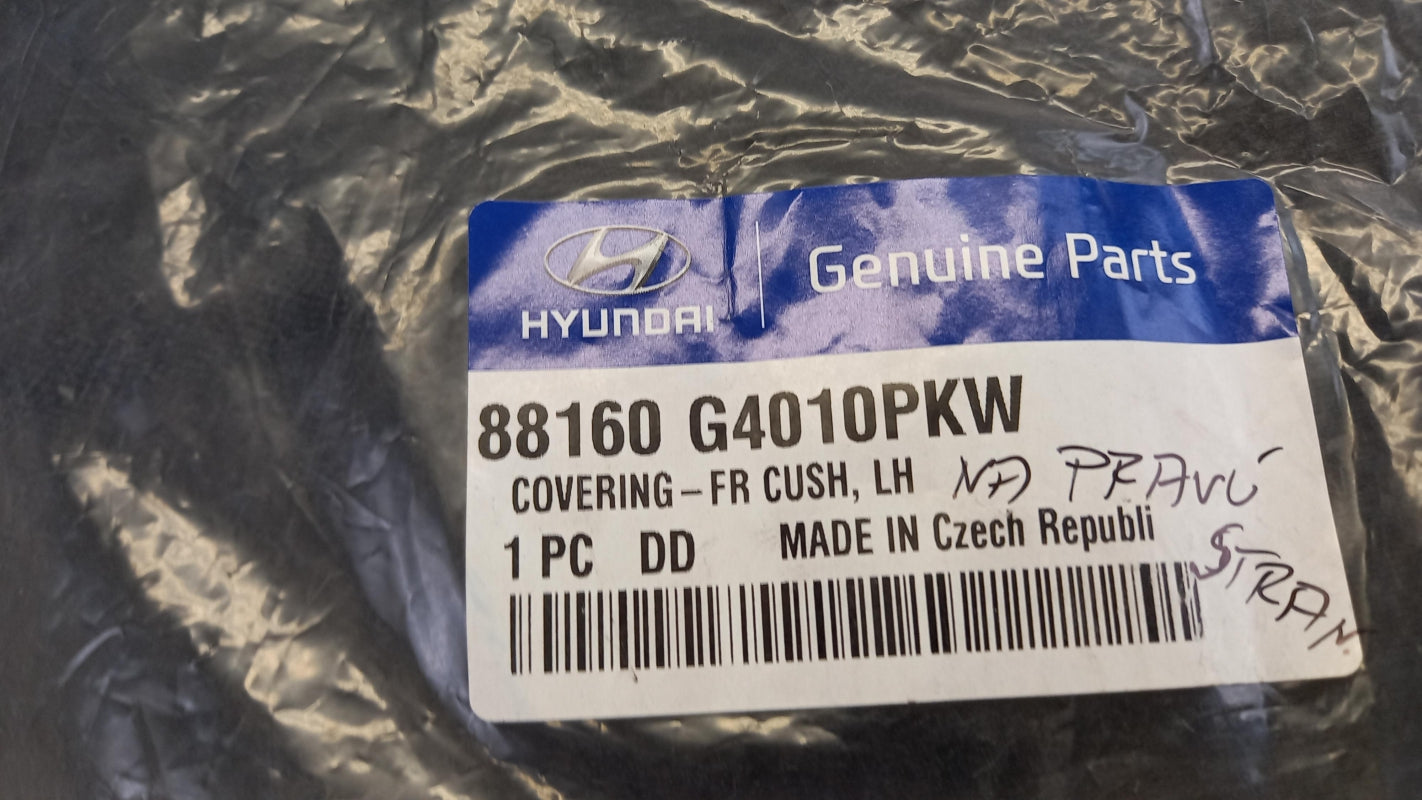 HYUNDAI
Genuine Parts
88160 G4010PKW
COVERING-FR CUSH, LH
NA PRAVÚ
STRAN
1 PC DD MADE IN Czech Republi